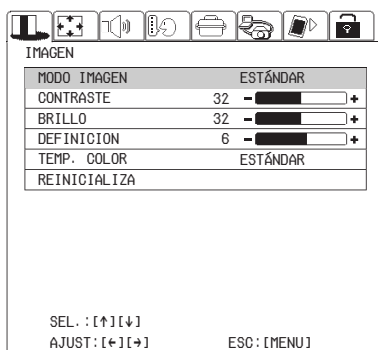 IMAGEN
MODO IMAGEN ESTÁNDAR
CONTRASTE 32 - +
BRILLO 32 - +
DEFINICION 6 - +
TEMP. COLOR ESTÁNDAR
REINICIALIZA
SEL.:[↑][↓]
AJUST:[←][→] ESC:[MENU]